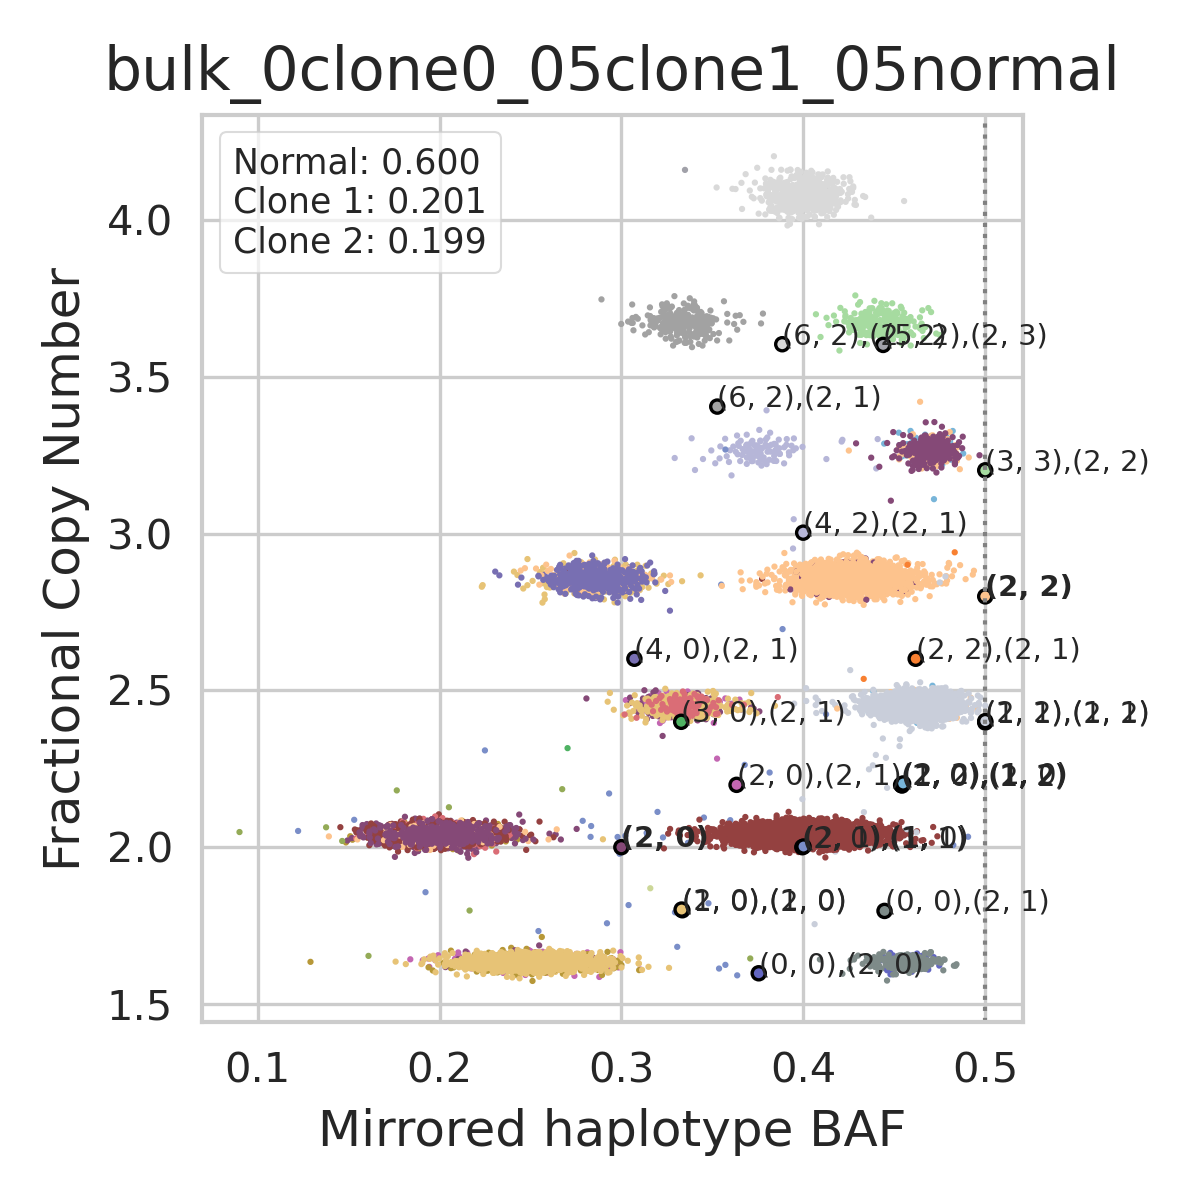 bulk_0clone0_05clone1_05normal
Normal: 0.600
Clone 1: 0.201
Clone 2: 0.199
Fractional Copy Number
4.0
3.5
3.0
2.5
2.0
1.5
(3, 3),(2, 2)
(6, 2),(2, 1)
(4, 2),(2, 1)
(2, 2)
(4, 0),(2, 1)
(2, 2),(2, 1)
(3, 0),(2, 1)
(2, 0),(2, 1)
(2, 0)
(0, 0),(2, 1)
(0, 0),(2, 0)
0.1
0.2
0.3
0.4
0.5
Mirrored haplotype BAF